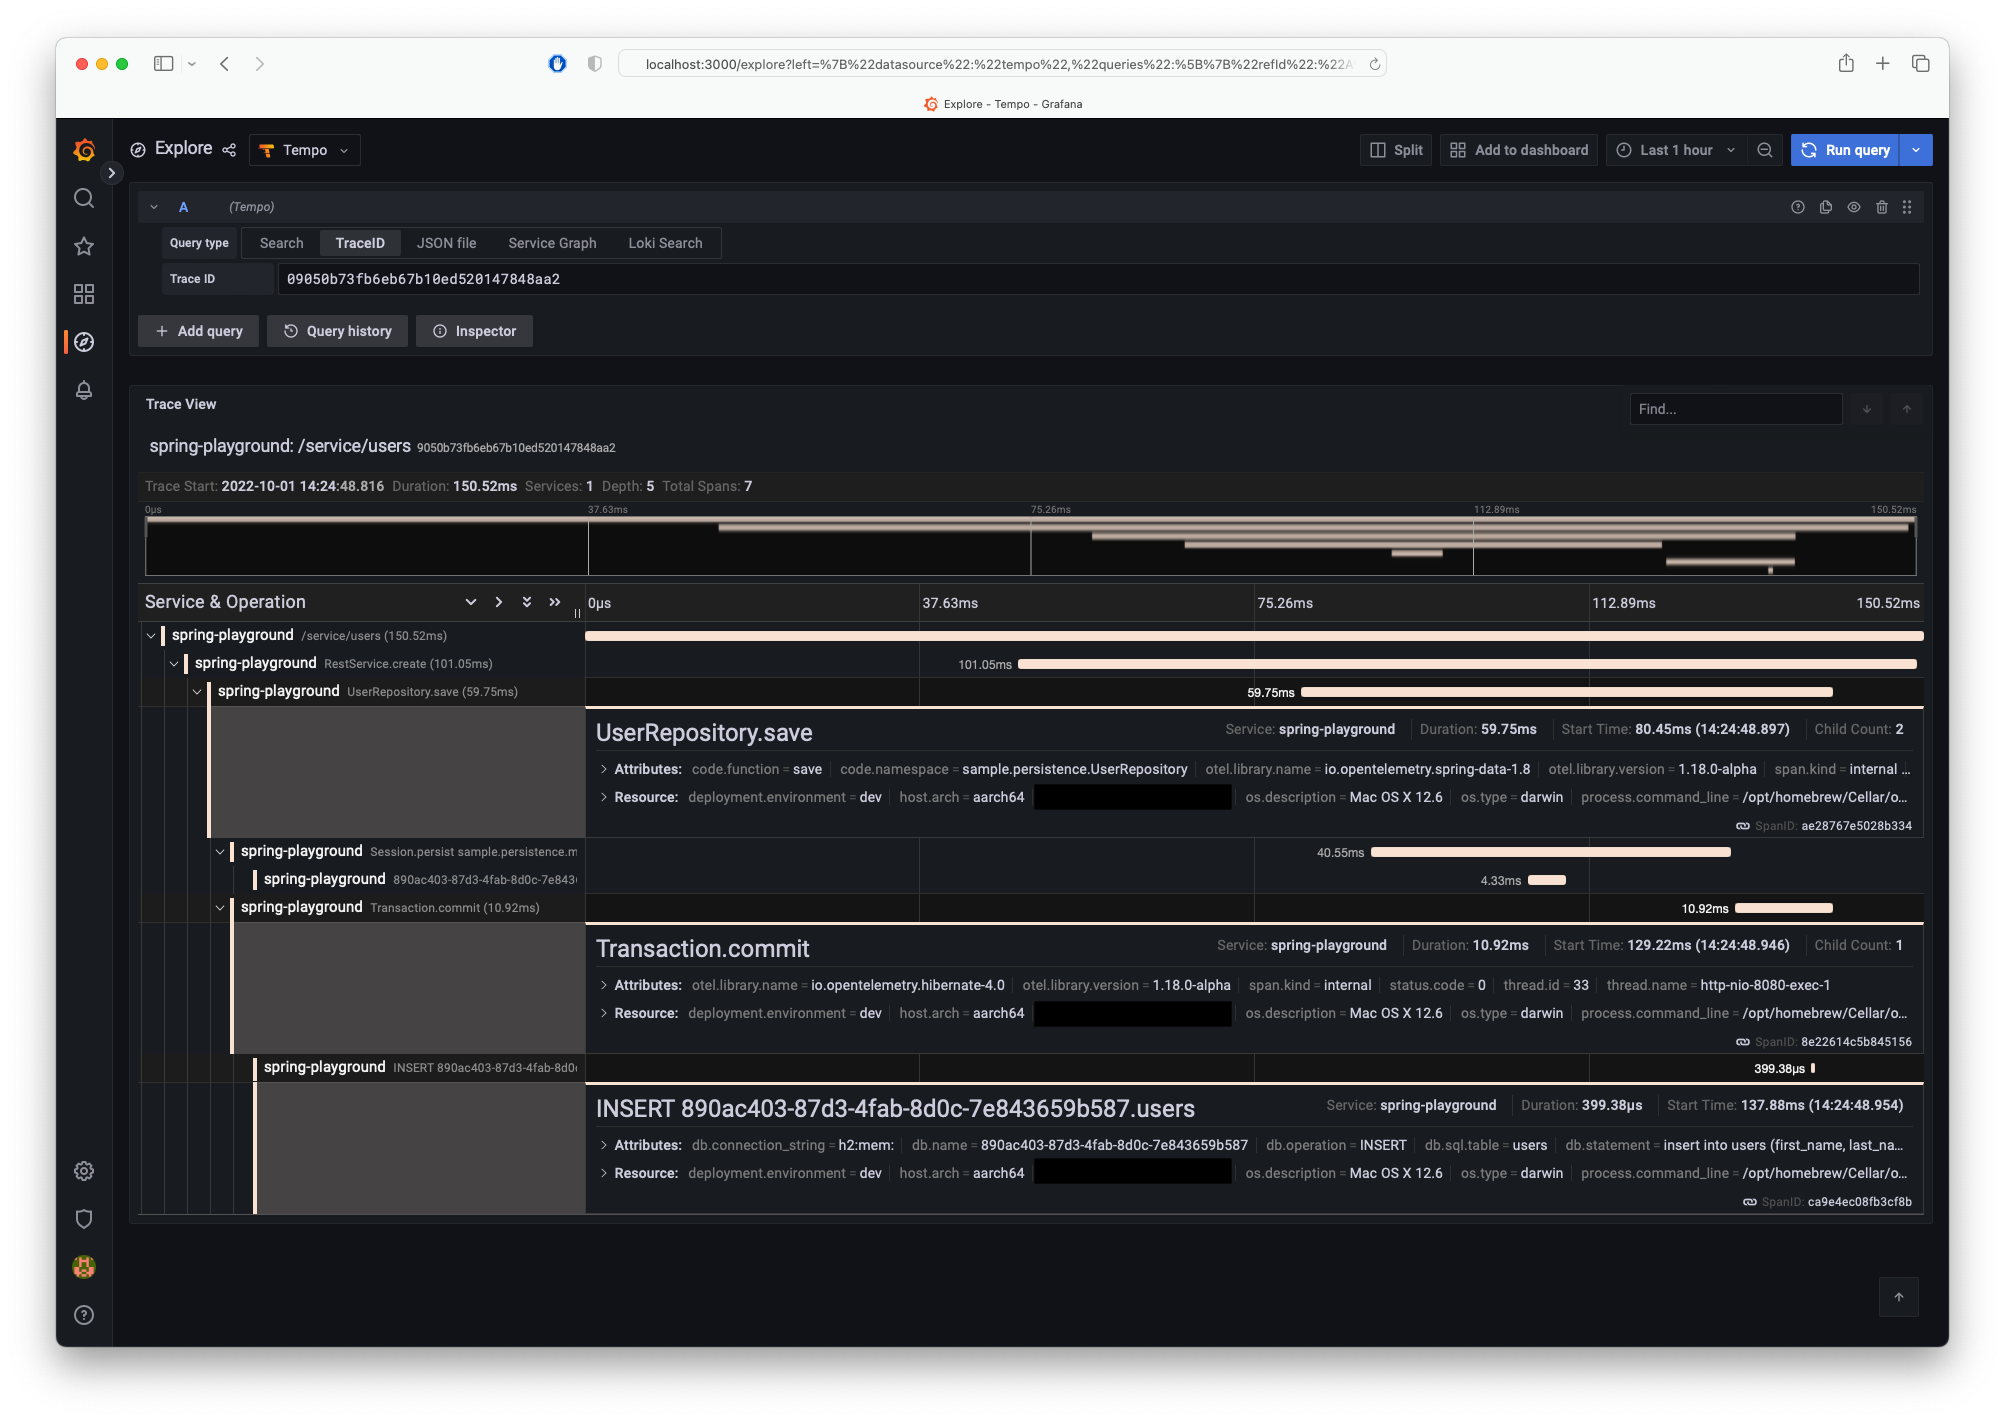 localhost:3000/explore?left=%7B%22datasource%22:%22tempo%22,%22queries%22:%5B%7B%22refId%22:%22A
Explore - Tempo - Grafana
Explore Tempo Split Add to dashboard Last 1 hour Run query
A (Tempo)
Query type Search TraceID JSON file Service Graph Loki Search
Trace ID 09050b73fb6eb67b10ed520147848aa2
+ Add query Query history Inspector
Trace View Find...
spring-playground: /service/users 9050b73fb6eb67b10ed520147848aa2
Trace Start: 2022-10-01 14:24:48.816 Duration: 150.52ms Services: 1 Depth: 5 Total Spans: 7
0μs 37.63ms 75.26ms 112.89ms 150.52ms
Service & Operation 0μs 37.63ms 75.26ms 112.89ms 150.52ms
spring-playground /service/users (150.52ms)
spring-playground RestService.create (101.05ms) 101.05ms
spring-playground UserRepository.save (59.75ms) 59.75ms
UserRepository.save Service: spring-playground Duration: 59.75ms Start Time: 80.45ms (14:24:48.897) Child Count: 2
Attributes: code.function = save code.namespace = sample.persistence.UserRepository otel.library.name = io.opentelemetry.spring-data-1.8 otel.library.version = 1.18.0-alpha span.kind = internal ...
Resource: deployment.environment = dev host.arch = aarch64 os.description = Mac OS X 12.6 os.type = darwin process.command_line = /opt/homebrew/Cellar/o...
SpanID: ae28767e5028b334
spring-playground Session.persist sample.persistence.m 40.55ms
spring-playground 890ac403-87d3-4fab-8d0c-7e843 4.33ms
spring-playground Transaction.commit (10.92ms) 10.92ms
Transaction.commit Service: spring-playground Duration: 10.92ms Start Time: 129.22ms (14:24:48.946) Child Count: 1
Attributes: otel.library.name = io.opentelemetry.hibernate-4.0 otel.library.version = 1.18.0-alpha span.kind = internal status.code = 0 thread.id = 33 thread.name = http-nio-8080-exec-1
Resource: deployment.environment = dev host.arch = aarch64 os.description = Mac OS X 12.6 os.type = darwin process.command_line = /opt/homebrew/Cellar/o...
SpanID: 8e22614c5b845156
spring-playground INSERT 890ac403-87d3-4fab-8d0 399.38μs
INSERT 890ac403-87d3-4fab-8d0c-7e843659b587.users Service: spring-playground Duration: 399.38μs Start Time: 137.88ms (14:24:48.954)
Attributes: db.connection_string = h2:mem: db.name = 890ac403-87d3-4fab-8d0c-7e843659b587 db.operation = INSERT db.sql.table = users db.statement = insert into users (first_name, last_na...
Resource: deployment.environment = dev host.arch = aarch64 os.description = Mac OS X 12.6 os.type = darwin process.command_line = /opt/homebrew/Cellar/o...
SpanID: ca9e4ec08fb3cf8b